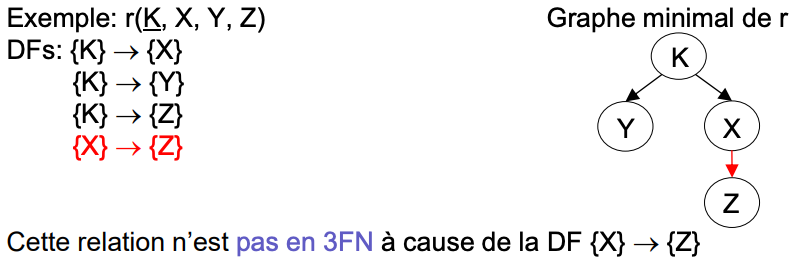 Exemple: r(K, X, Y, Z)
DFs: {K} → {X}
{K} → {Y}
{K} → {Z}
{X} → {Z}
Graphe minimal de r
K
Y
X
Z
Cette relation n’est pas en 3FN à cause de la DF {X} → {Z}